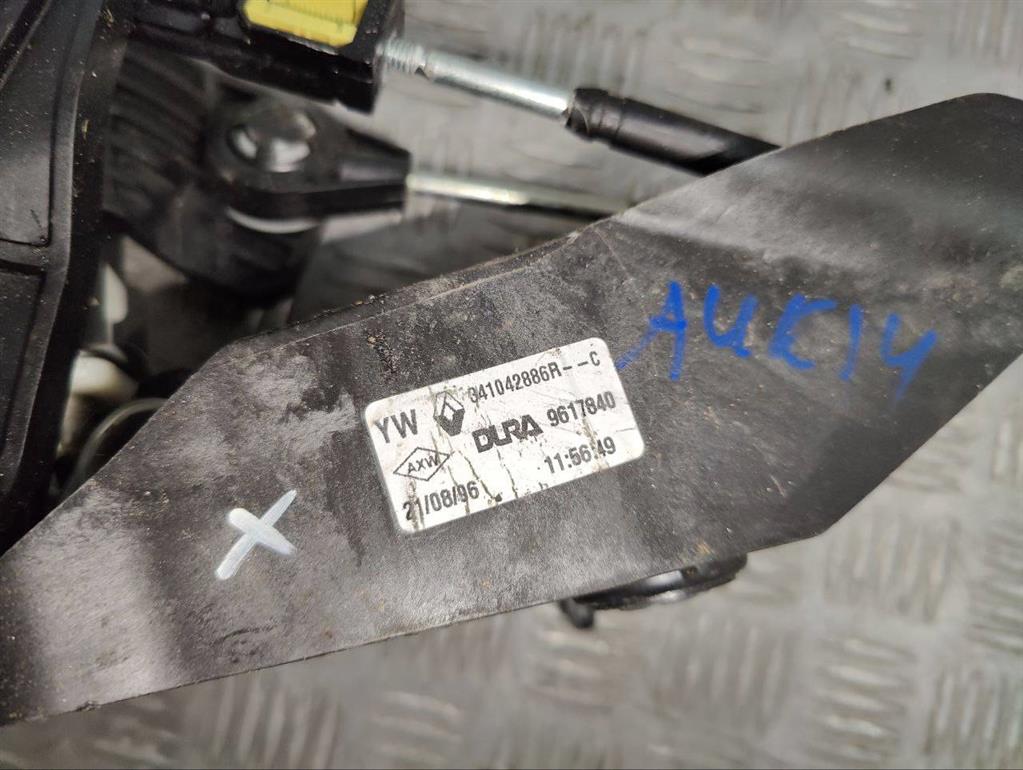 YW 341042886R--C
DURA 9617840
AXW
21/08/96 11:56:49
AUK14